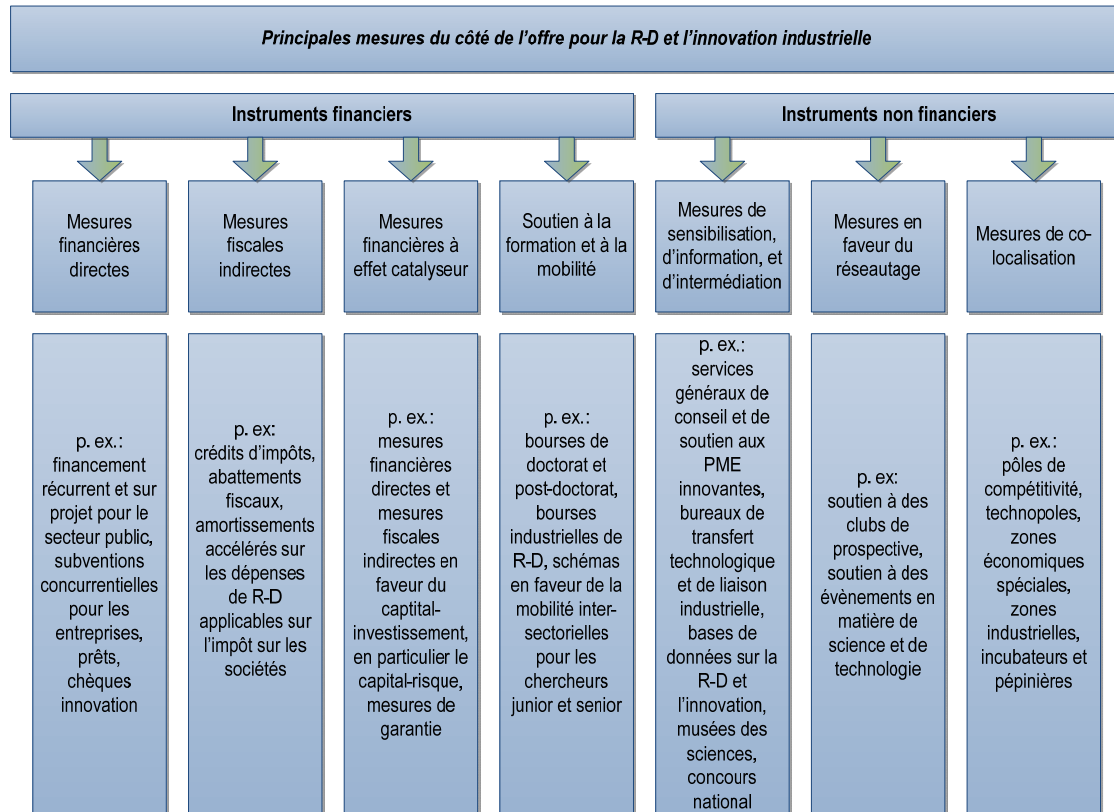 Principales mesures du côté de l'offre pour la R-D et l'innovation industrielle
Instruments financiers
Instruments non financiers
Mesures
financières
directes
Mesures
fiscales
indirectes
Mesures
financières à
effet catalyseur
Soutien à la
formation et à la
mobilité
Mesures de
sensibilisation,
d'information, et
d'intermédiation
Mesures en
faveur du
réseautage
Mesures de co-
localisation
p. ex.:
financement
récurrent et sur
projet pour le
secteur public,
subventions
concurrentielles
pour les
entreprises,
prêts,
chèques
innovation
p. ex:
crédits d'impôts,
abattements
fiscaux,
amortissements
accélérés sur
les dépenses
de R-D
applicables sur
l'impôt sur les
sociétés
p. ex.:
mesures
financières
directes et
mesures
fiscales
indirectes en
faveur du
captital-
investissement,
en particulier le
capital-risque,
mesures de
garantie
p. ex.:
bourses de
doctorat et
post-doctorat,
bourses
industrielles de
R-D, schémas
en faveur de la
mobilité inter-
sectorielles
pour les
chercheurs
junior et senior
p. ex.:
services
généraux de
conseil et de
soutien aux
PME
innovantes,
bureaux de
transfert
technologique
et de liaison
industrielle,
bases de
données sur la
R-D et
l'innovation,
musées des
sciences,
concours
national
p. ex:
soutien à des
clubs de
prospective,
soutien à des
évènements en
matière de
science et de
technologie
p. ex.:
pôles de
compétitivité,
technopoles,
zones
économiques
spéciales,
zones
industrielles,
incubateurs et
pépinières